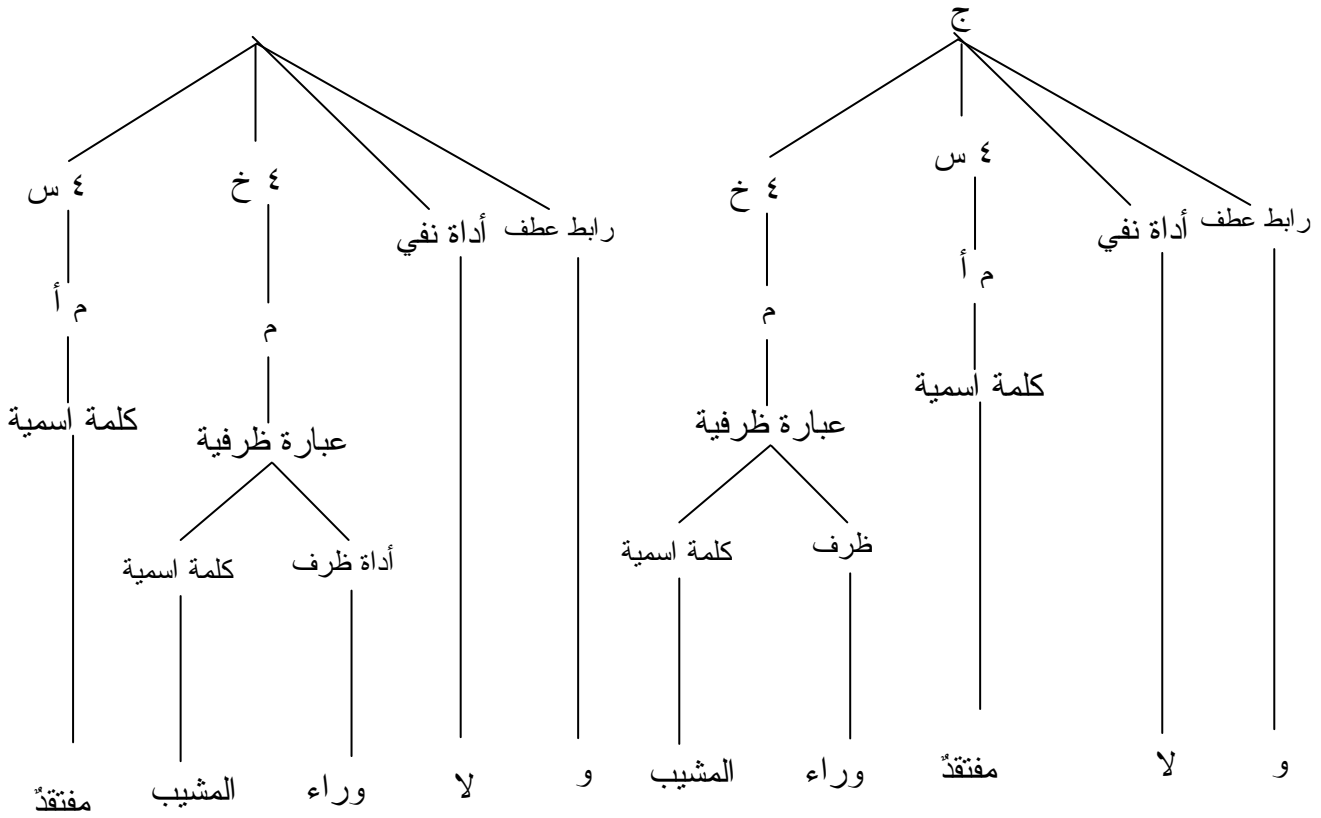 ج
٤ س
٤ خ
رابط عطف
أداة نفي
م أ
م
كلمة اسمية
عبارة ظرفية
ظرف
كلمة اسمية
و
لا
مفتقدٌ
وراء
المشيب
٤ خ
٤ س
رابط عطف
أداة نفي
م أ
م
كلمة اسمية
عبارة ظرفية
أداة ظرف
كلمة اسمية
و
لا
وراء
المشيب
مفتقدٌ